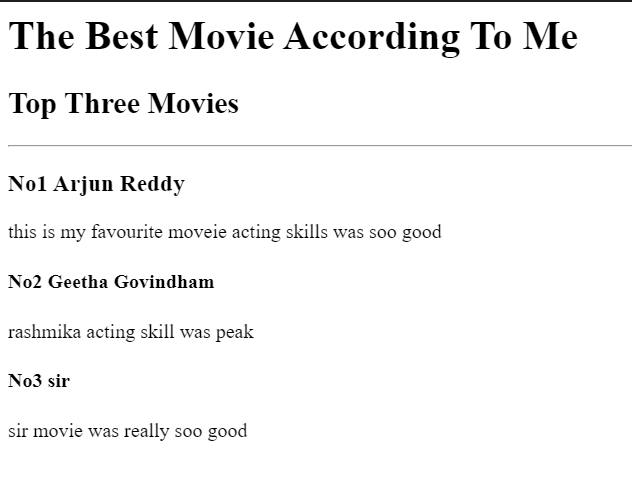 The Best Movie According To Me
Top Three Movies
No1 Arjun Reddy
this is my favourite moveie acting skills was soo good
No2 Geetha Govindham
rashmika acting skill was peak
No3 sir
sir movie was really soo good